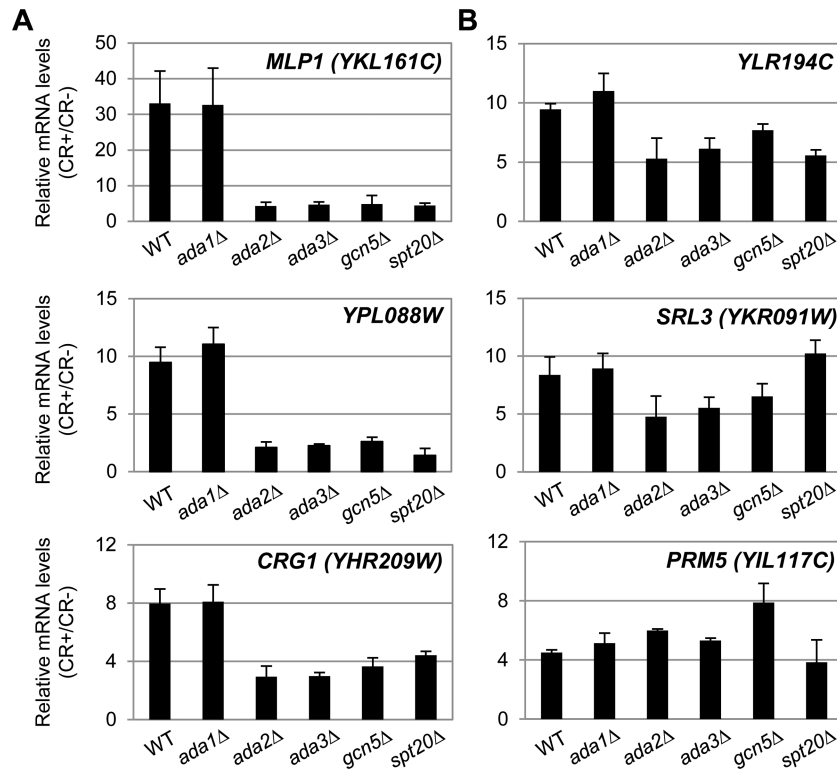 A
B
Relative mRNA levels
(CR+/CR-)
50
40
30
20
10
0
MLP1 (YKL161C)
WT ada1Δ ada2Δ ada3Δ gcn5Δ spt20Δ
15
10
5
0
YLR194C
WT ada1Δ ada2Δ ada3Δ gcn5Δ spt20Δ
Relative mRNA levels
(CR+/CR-)
15
10
5
0
YPL088W
WT ada1Δ ada2Δ ada3Δ gcn5Δ spt20Δ
15
10
5
0
SRL3 (YKR091W)
WT ada1Δ ada2Δ ada3Δ gcn5Δ spt20Δ
Relative mRNA levels
(CR+/CR-)
12
8
4
0
CRG1 (YHR209W)
WT ada1Δ ada2Δ ada3Δ gcn5Δ spt20Δ
12
8
4
0
PRM5 (YIL117C)
WT ada1Δ ada2Δ ada3Δ gcn5Δ spt20Δ